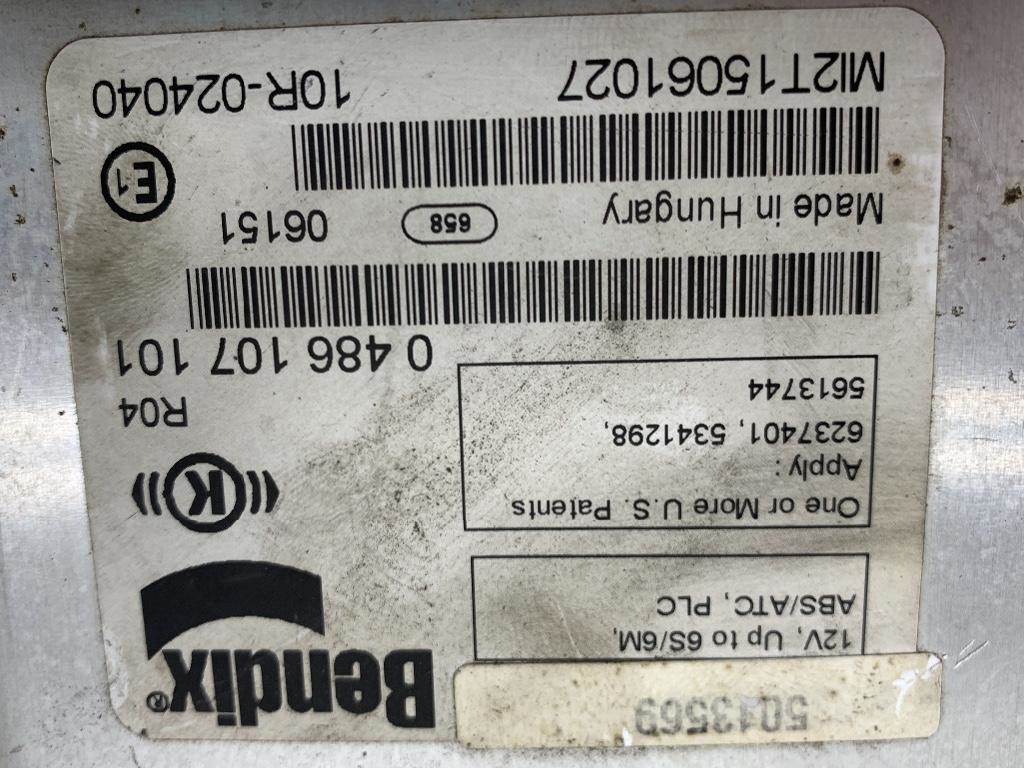 5013569
Bendix®
12V, Up to 6S/6M,
ABS/ATC, PLC
K
One or More U.S. Patents
Apply :
6237401, 5341298,
5613744
R04
0 486 107 101
Made in Hungary
658
06151
E1
MI2T15061027
10R-024040